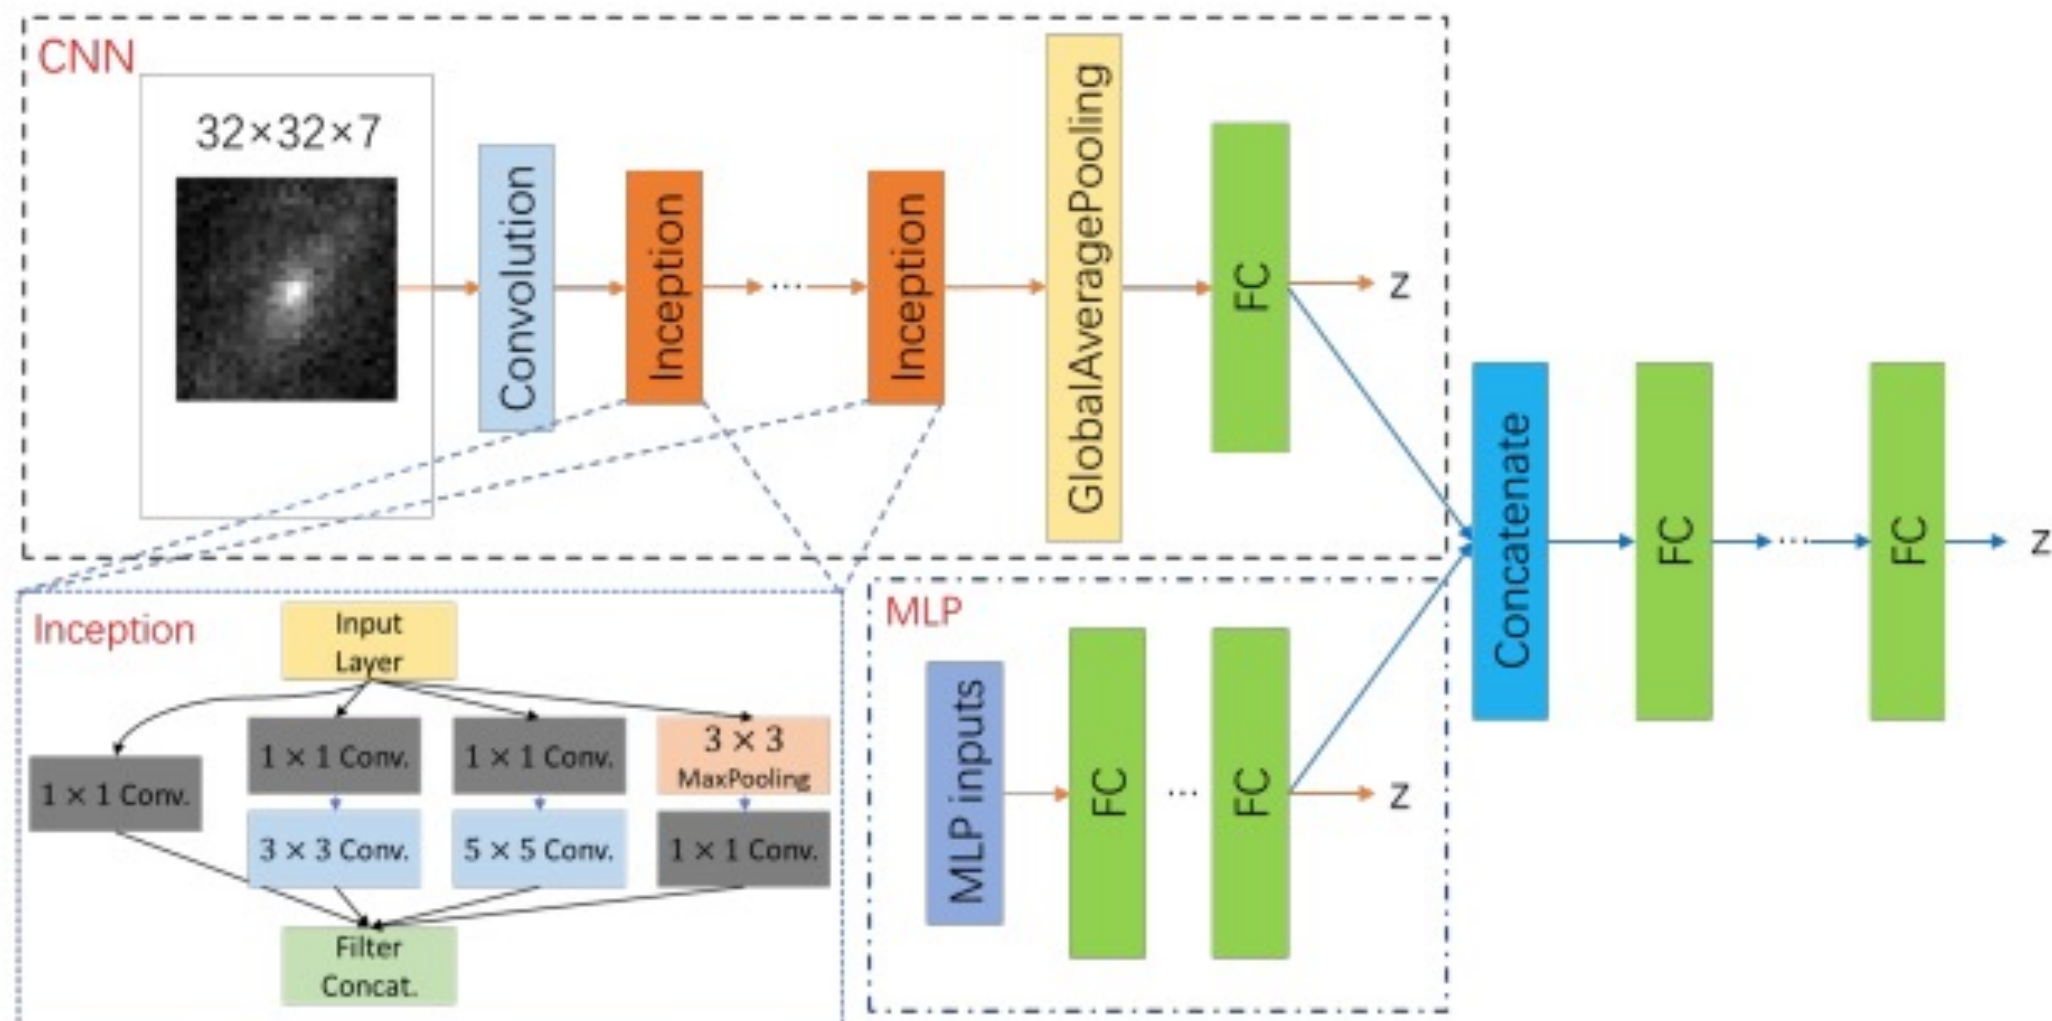 CNN
32×32×7
Convolution
Inception
...
Inception
GlobalAveragePooling
FC
z
Concatenate
FC
...
FC
z
Inception
Input
Layer
1 × 1 Conv.
1 × 1 Conv.
1 × 1 Conv.
3 × 3
MaxPooling
3 × 3 Conv.
5 × 5 Conv.
1 × 1 Conv.
Filter
Concat.
MLP
MLP inputs
FC
...
FC
z